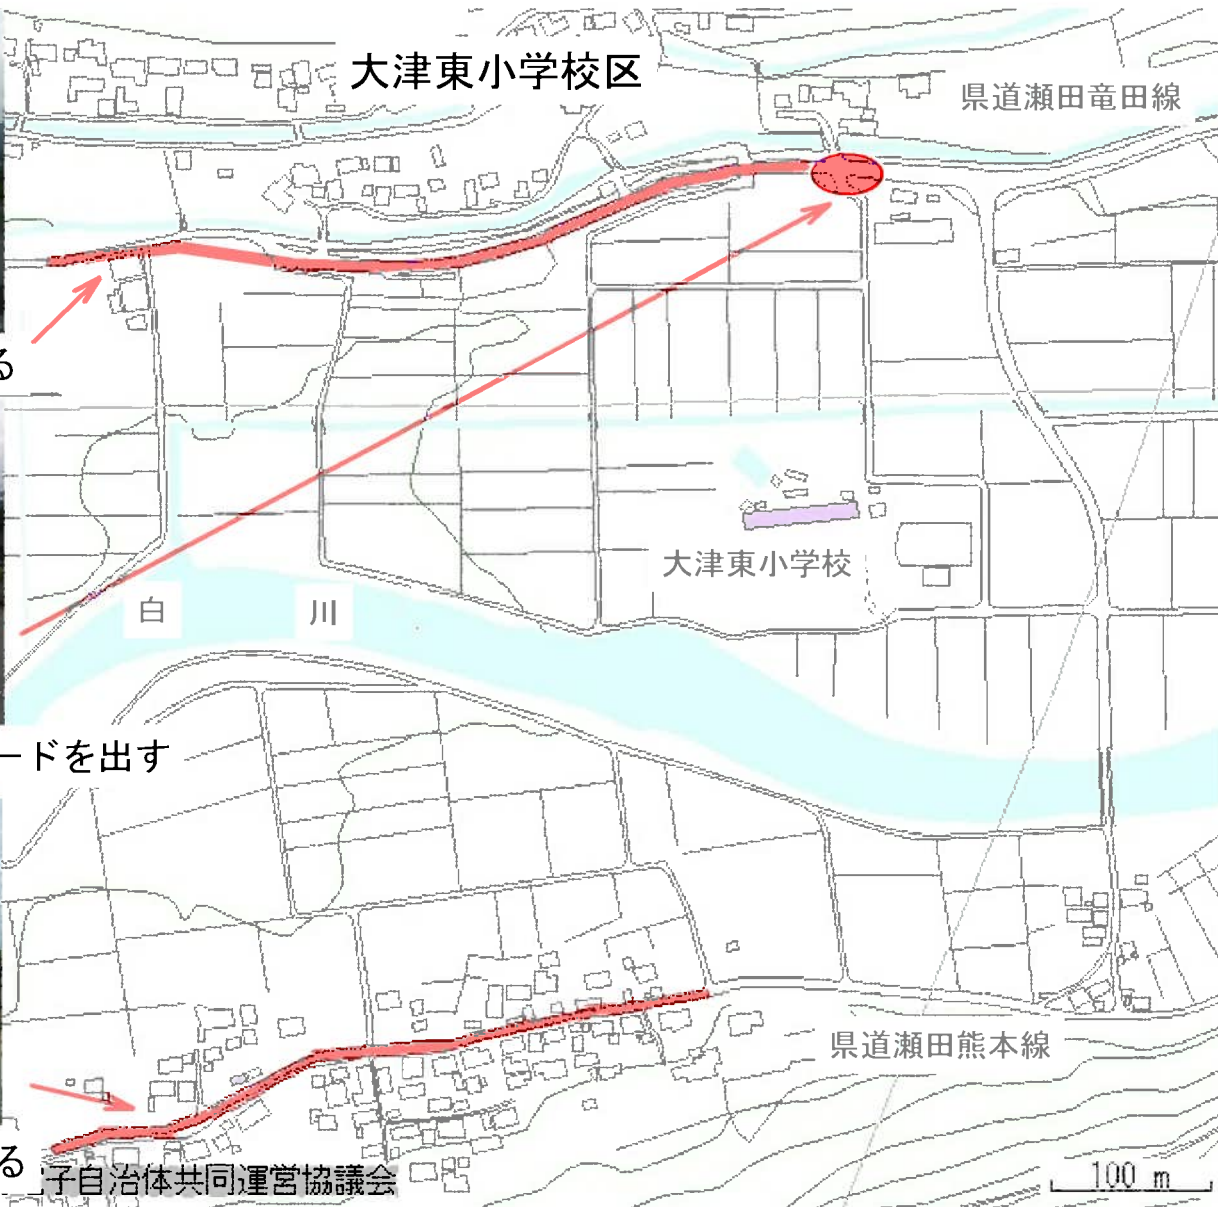 大津東小学校区
県道瀬田竜田線
る
大津東小学校
白川
ードを出す
県道瀬田熊本線
る
子自治体共同運営協議会
100 m